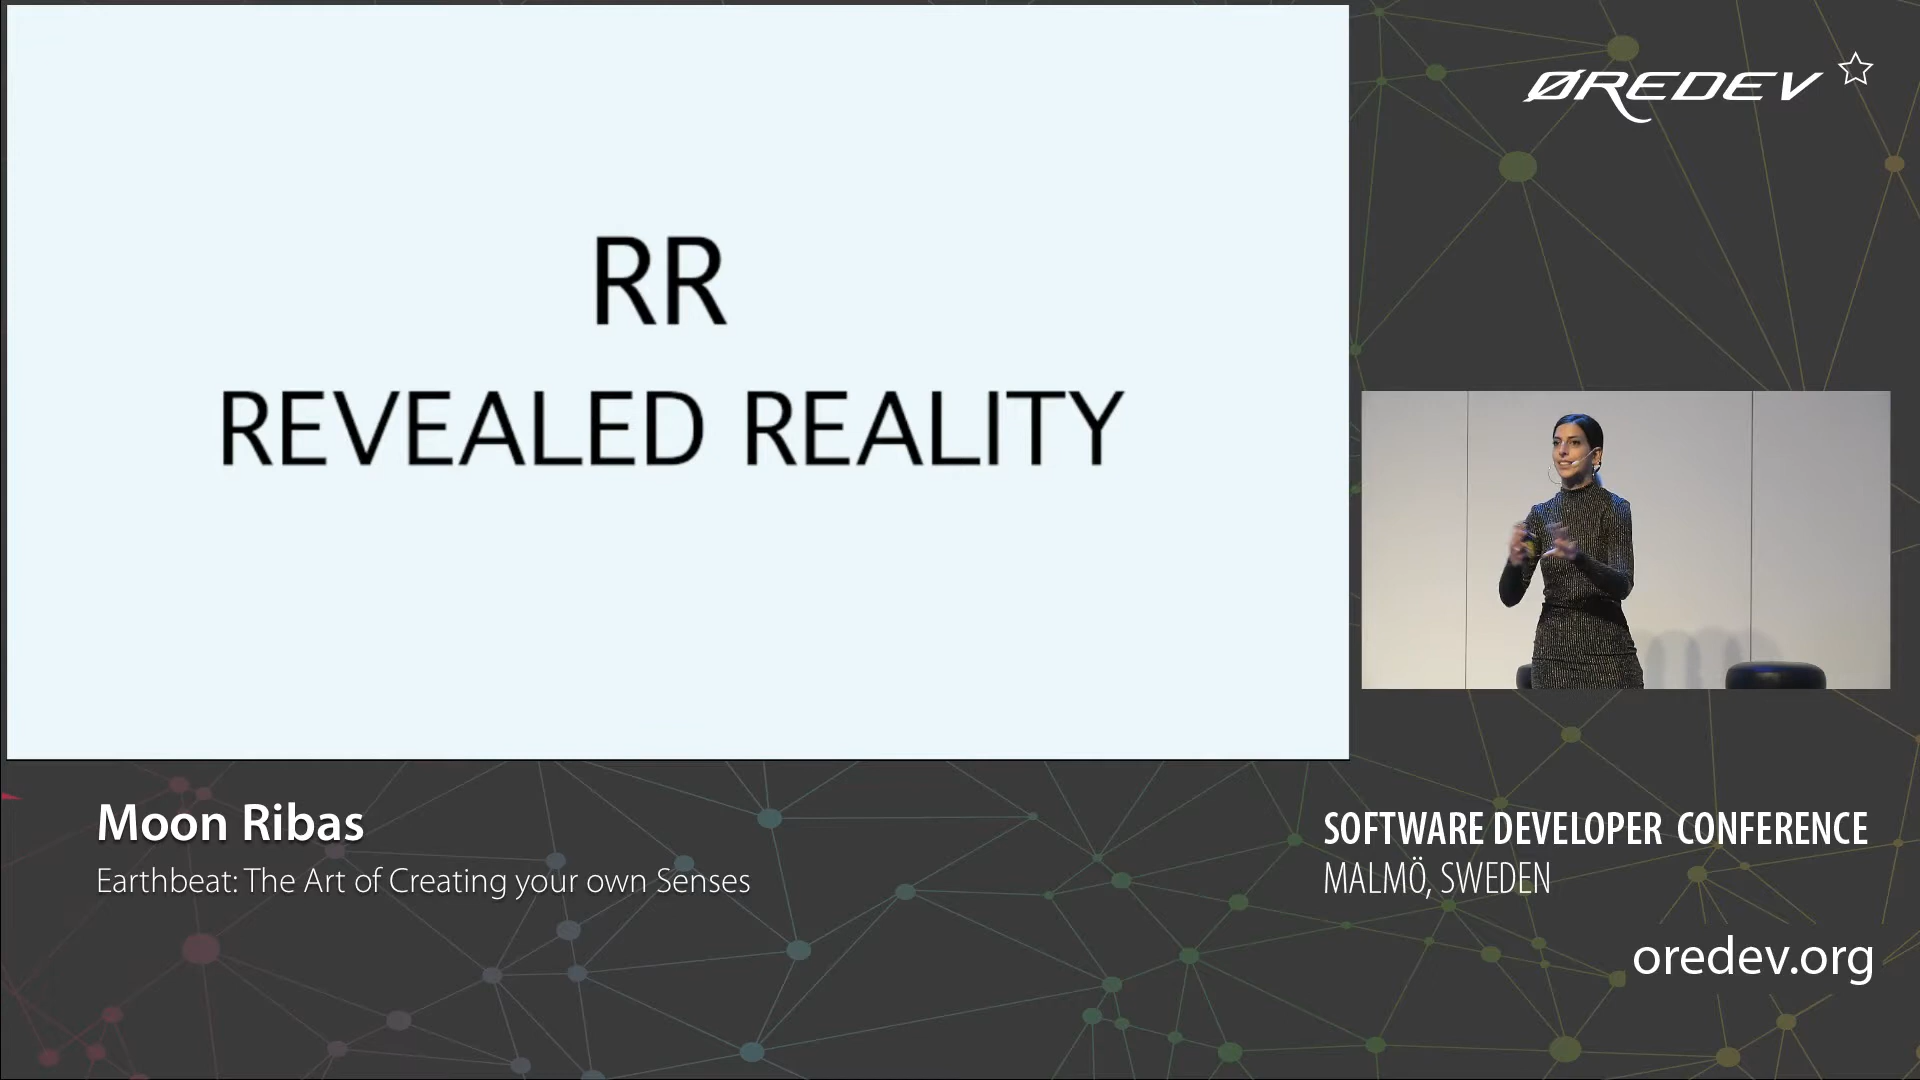 RR
REVEALED REALITY
ØREDEV
Moon Ribas
Earthbeat: The Art of Creating your own Senses
SOFTWARE DEVELOPER CONFERENCE
MALMÖ, SWEDEN
oredev.org